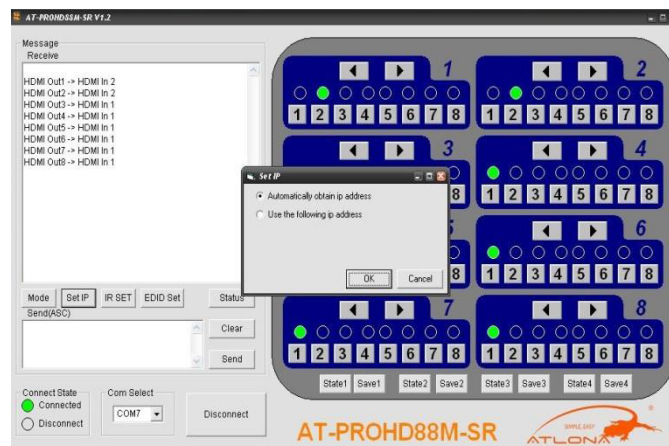 AT-PROHD88M-SR V1.2
Message
Receive
HDMI Out1 -> HDMI In 2
HDMI Out2 -> HDMI In 2
HDMI Out3 -> HDMI In 1
HDMI Out4 -> HDMI In 1
HDMI Out5 -> HDMI In 1
HDMI Out6 -> HDMI In 1
HDMI Out7 -> HDMI In 1
HDMI Out8 -> HDMI In 1
Mode Set IP IR SET EDID Set Status
Send(ASC)
Clear
Send
Connect State
Connected
Disconnect
Com Select
COM7
Disconnect
1
1 2 3 4 5 6 7 8
2
1 2 3 4 5 6 7 8
3
8
4
1 2 3 4 5 6 7 8
Set IP
Automatically obtain ip address
Use the following ip address
OK Cancel
8
6
1 2 3 4 5 6 7 8
7
1 2 3 4 5 6 7 8
8
1 2 3 4 5 6 7 8
State1 Save1 State2 Save2 State3 Save3 State4 Save4
AT-PROHD88M-SR
SIMPLE. EASY
ATLONA